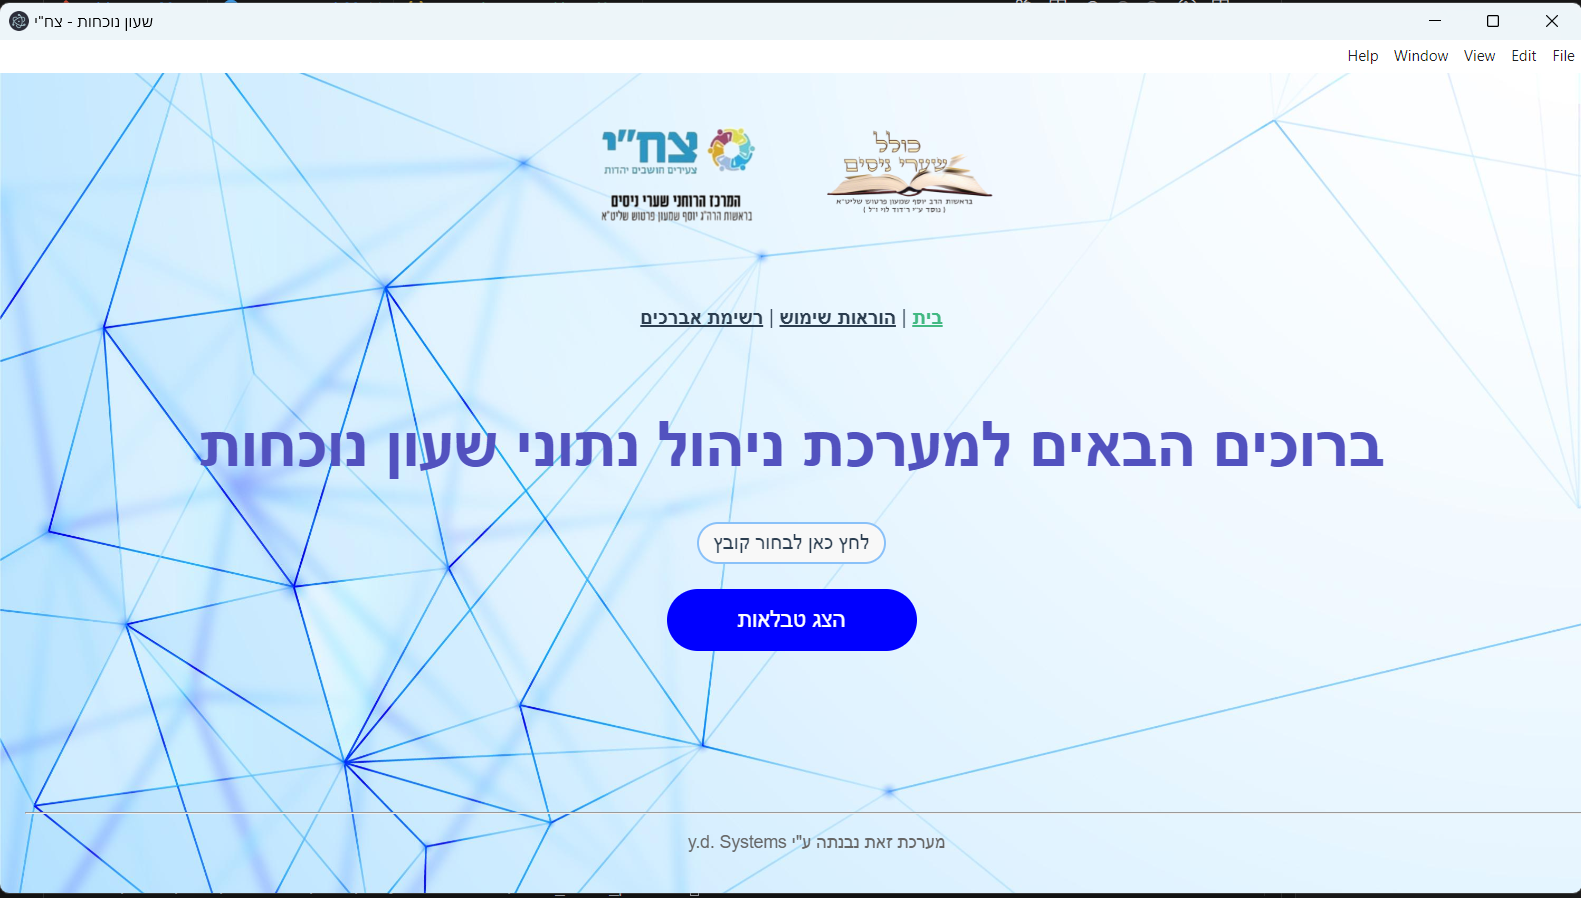 שעון נוכחות - צח"י
File Edit View Window Help
כולל
שערי ניסים
בראשות הרב יוסף שמעון פרטוש שליט"א
( נוסד ע"י ר'דוד לוי ז"ל )
צח"י
צעירים חושבים יהדות
המרכז הרוחני שערי ניסים
בראשות הרה"ג יוסף שמעון פרטוש שליט"א
בית | הוראות שימוש | רשימת אברכים
ברוכים הבאים למערכת ניהול נתוני שעון נוכחות
לחץ כאן לבחור קובץ
הצג טבלאות
מערכת זאת נבנתה ע"י y.d. Systems